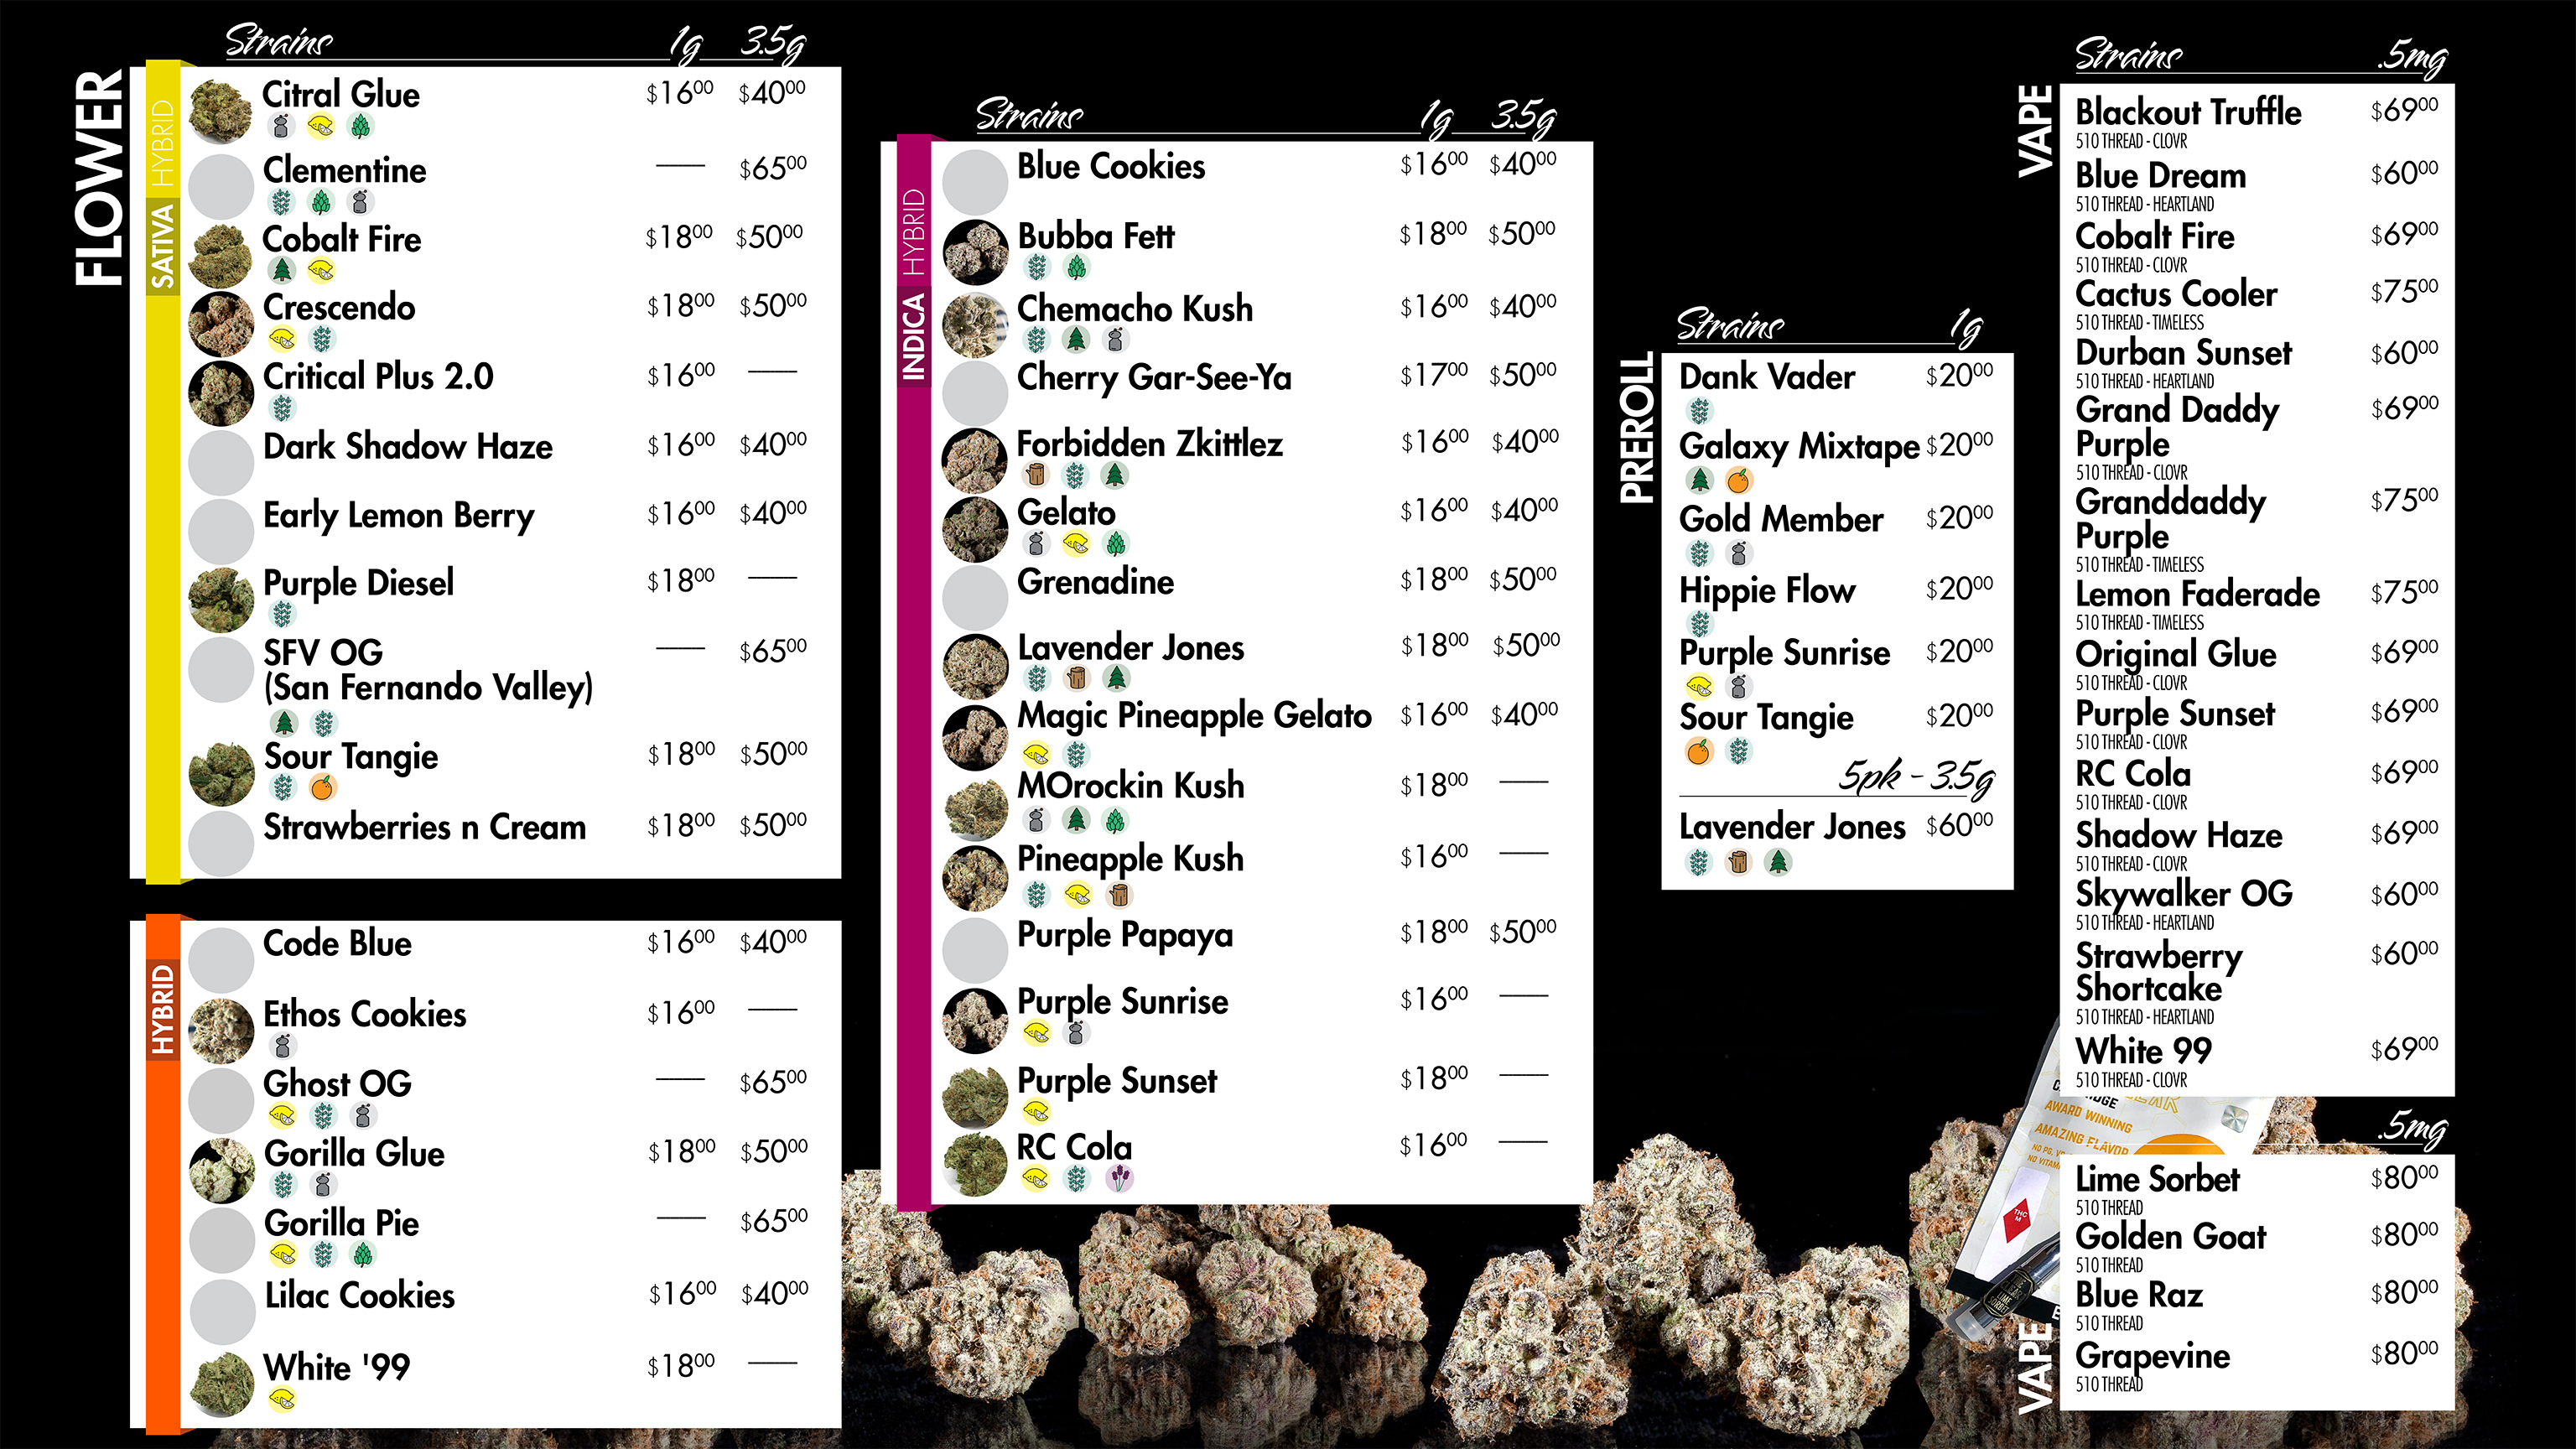 FLOWER
Strains 1g 3.5g
SATIVA HYBRID
Citral Glue $16⁰⁰ $40⁰⁰
Clementine — $65⁰⁰
Cobalt Fire $18⁰⁰ $50⁰⁰
Crescendo $18⁰⁰ $50⁰⁰
Critical Plus 2.0 $16⁰⁰ —
Dark Shadow Haze $16⁰⁰ $40⁰⁰
Early Lemon Berry $16⁰⁰ $40⁰⁰
Purple Diesel $18⁰⁰ —
SFV OG — $65⁰⁰
(San Fernando Valley)
Sour Tangie $18⁰⁰ $50⁰⁰
Strawberries n Cream $18⁰⁰ $50⁰⁰
HYBRID
Code Blue $16⁰⁰ $40⁰⁰
Ethos Cookies $16⁰⁰ —
Ghost OG — $65⁰⁰
Gorilla Glue $18⁰⁰ $50⁰⁰
Gorilla Pie — $65⁰⁰
Lilac Cookies $16⁰⁰ $40⁰⁰
White '99 $18⁰⁰ —
Strains 1g 3.5g
INDICA HYBRID
Blue Cookies $16⁰⁰ $40⁰⁰
Bubba Fett $18⁰⁰ $50⁰⁰
Chemacho Kush $16⁰⁰ $40⁰⁰
Cherry Gar-See-Ya $17⁰⁰ $50⁰⁰
Forbidden Zkittlez $16⁰⁰ $40⁰⁰
Gelato $16⁰⁰ $40⁰⁰
Grenadine $18⁰⁰ $50⁰⁰
Lavender Jones $18⁰⁰ $50⁰⁰
Magic Pineapple Gelato $16⁰⁰ $40⁰⁰
MOrockin Kush $18⁰⁰ —
Pineapple Kush $16⁰⁰ —
Purple Papaya $18⁰⁰ $50⁰⁰
Purple Sunrise $16⁰⁰ —
Purple Sunset $18⁰⁰ —
RC Cola $16⁰⁰ —
PREROLL
Strains 1g
Dank Vader $20⁰⁰
Galaxy Mixtape $20⁰⁰
Gold Member $20⁰⁰
Hippie Flow $20⁰⁰
Purple Sunrise $20⁰⁰
Sour Tangie $20⁰⁰
5pk - 3.5g
Lavender Jones $60⁰⁰
VAPE
Strains .5mg
Blackout Truffle $69⁰⁰
510 THREAD - CLOVR
Blue Dream $60⁰⁰
510 THREAD - HEARTLAND
Cobalt Fire $69⁰⁰
510 THREAD - CLOVR
Cactus Cooler $75⁰⁰
510 THREAD - TIMELESS
Durban Sunset $60⁰⁰
510 THREAD - HEARTLAND
Grand Daddy $69⁰⁰
Purple
510 THREAD - CLOVR
Granddaddy $75⁰⁰
Purple
510 THREAD - TIMELESS
Lemon Faderade $75⁰⁰
510 THREAD - TIMELESS
Original Glue $69⁰⁰
510 THREAD - CLOVR
Purple Sunset $69⁰⁰
510 THREAD - CLOVR
RC Cola $69⁰⁰
510 THREAD - CLOVR
Shadow Haze $69⁰⁰
510 THREAD - CLOVR
Skywalker OG $60⁰⁰
510 THREAD - HEARTLAND
Strawberry $60⁰⁰
Shortcake
510 THREAD - HEARTLAND
White 99 $69⁰⁰
510 THREAD - CLOVR
AWARD WINNING
AMAZING FLAVOR
THC
M
VAPE
.5mg
Lime Sorbet $80⁰⁰
510 THREAD
Golden Goat $80⁰⁰
510 THREAD
Blue Raz $80⁰⁰
510 THREAD
Grapevine $80⁰⁰
510 THREAD